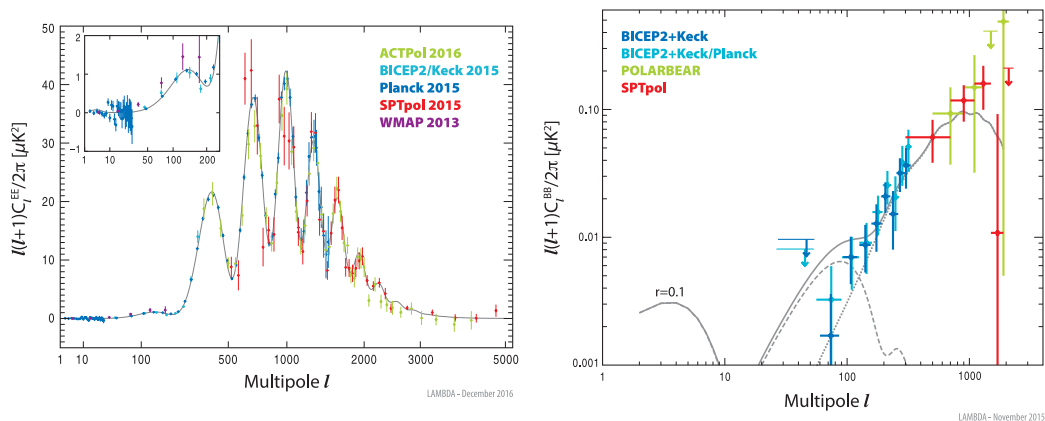 50
40
30
20
10
0
2
1
0
-1
1
10
50
100
200
ACTPol 2016
BICEP2/Keck 2015
Planck 2015
SPTpol 2015
WMAP 2013
l(l+1)C_l^EE/2π [μK²]
1
10
100
500
1000
2000
3000
5000
Multipole l
LAMBDA – December 2016
BICEP2+Keck
BICEP2+Keck/Planck
POLARBEAR
SPTpol
0.10
0.01
0.001
l(l+1)C_l^BB/2π [μK²]
r=0.1
1
10
100
1000
Multipole l
LAMBDA – November 2015